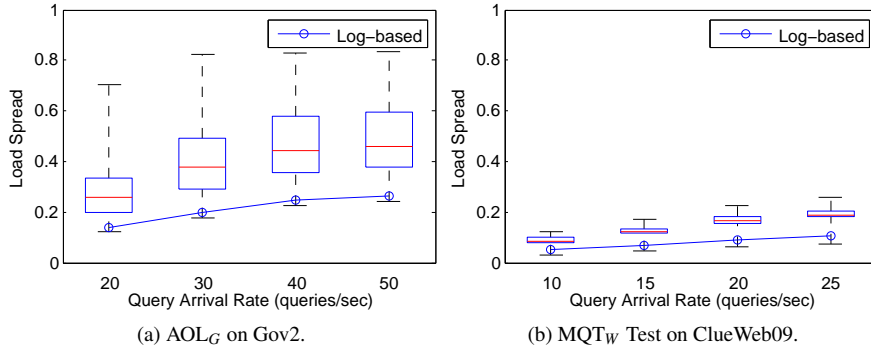 1
0.8
0.6
0.4
0.2
0
Load Spread
Log-based
20 30 40 50
Query Arrival Rate (queries/sec)
(a) AOL_G on Gov2.
1
0.8
0.6
0.4
0.2
0
Load Spread
Log-based
10 15 20 25
Query Arrival Rate (queries/sec)
(b) MQT_W Test on ClueWeb09.